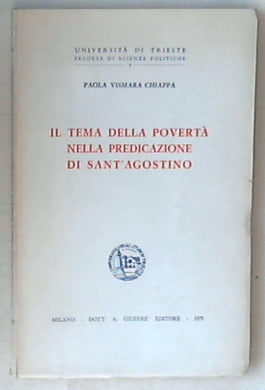 UNIVERSITÀ DI TRIESTE
FACOLTÀ DI SCIENZE POLITICHE
PAOLA VISMARA CHIAPPA
IL TEMA DELLA POVERTÀ
NELLA PREDICAZIONE
DI SANT'AGOSTINO
MILANO - DOTT. A. GIUFFRÈ EDITORE - 1975